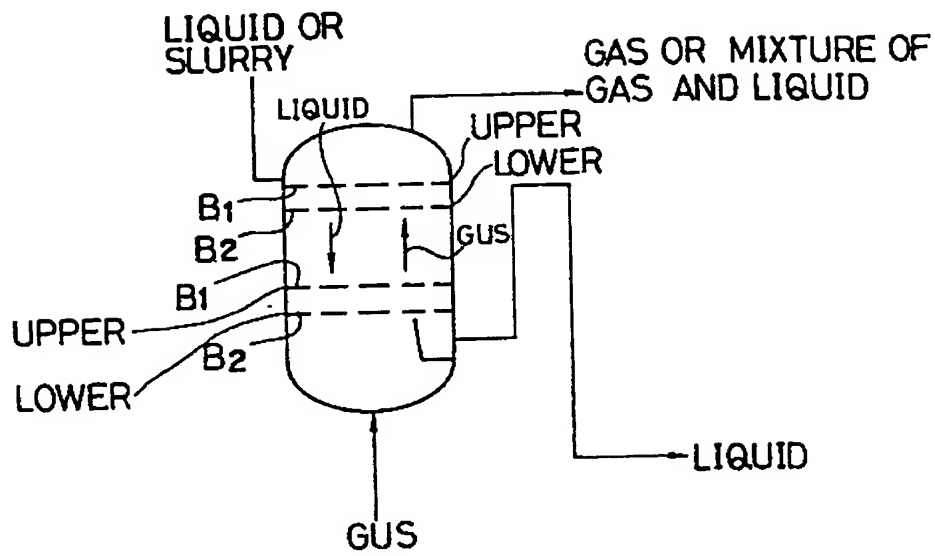 LIQUID OR
SLURRY
GAS OR MIXTURE OF
GAS AND LIQUID
LIQUID
UPPER
LOWER
B1
B2
GUS
B1
UPPER
B2
LOWER
LIQUID
GUS